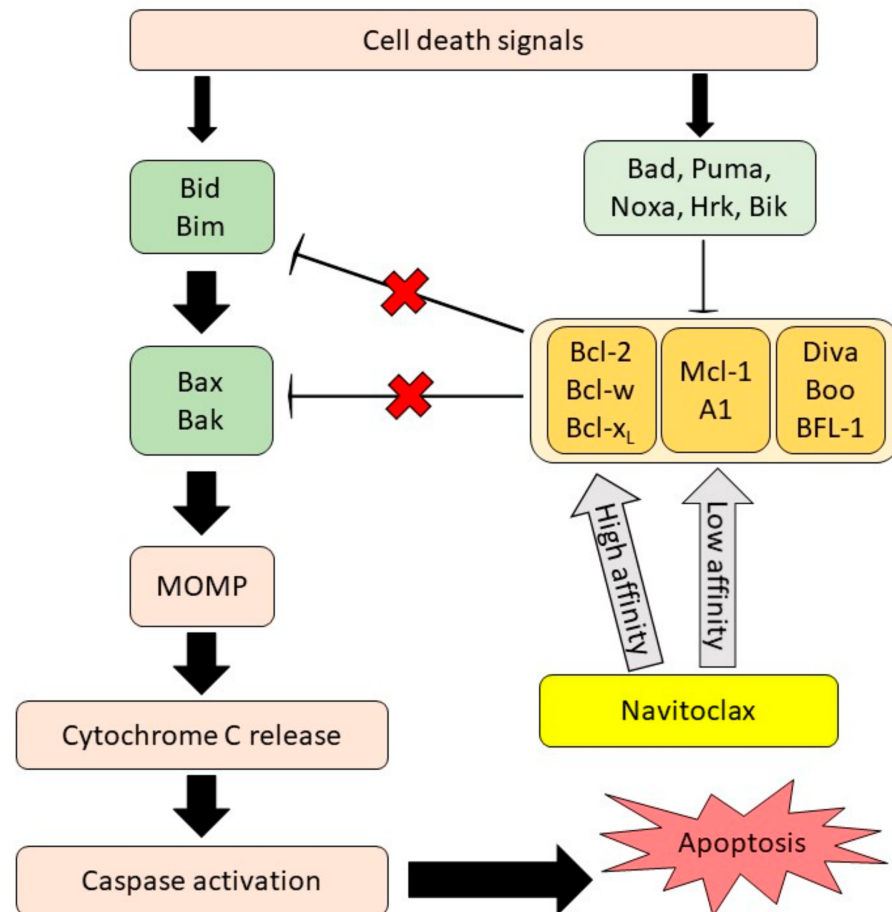 Cell death signals
Bid
Bim
Bad, Puma,
Noxa, Hrk, Bik
Bax
Bak
Bcl-2
Bcl-w
Bcl-xL
Mcl-1
A1
Diva
Boo
BFL-1
High affinity
Low affinity
MOMP
Navitoclax
Cytochrome C release
Caspase activation
Apoptosis